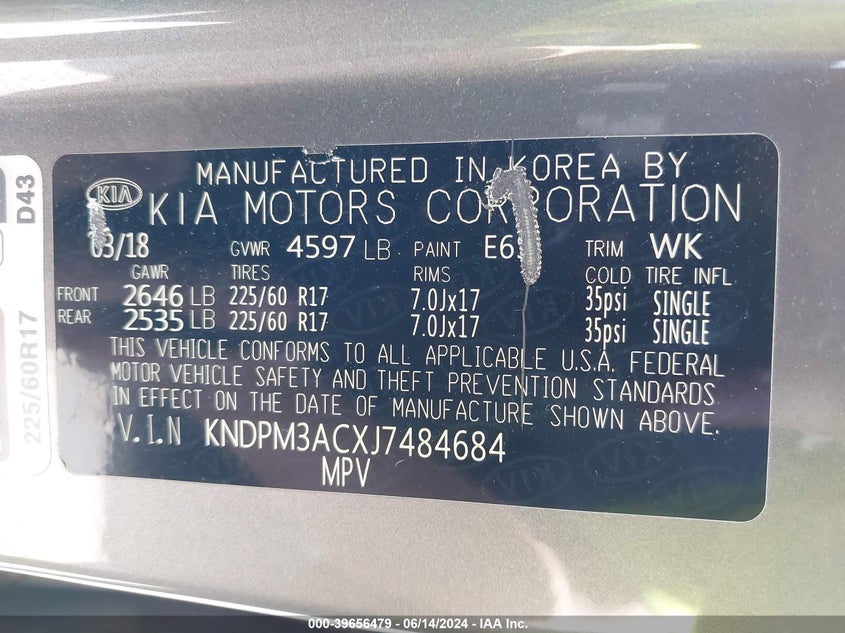 MANUFACTURED IN KOREA BY
KIA KIA MOTORS CORPORATION
03/18 GVWR 4597 LB PAINT TRIM WK
GAWR TIRES RIMS COLD TIRE INFL
FRONT 2646 LB 225/60 R17 7.0Jx17 35psi SINGLE
REAR 2535 LB 225/60 R17 7.0Jx17 35psi SINGLE
THIS VEHICLE CONFORMS TO ALL APPLICABLE U.S.A. FEDERAL
MOTOR VEHICLE SAFETY AND THEFT PREVENTION STANDARDS
IN EFFECT ON THE DATE OF MANUFACTURE SHOWN ABOVE.
V.I.N KNDPM3ACXJ7484684
MPV
D43
225/60R17
000-39656479 - 06/14/2024 - IAA Inc.